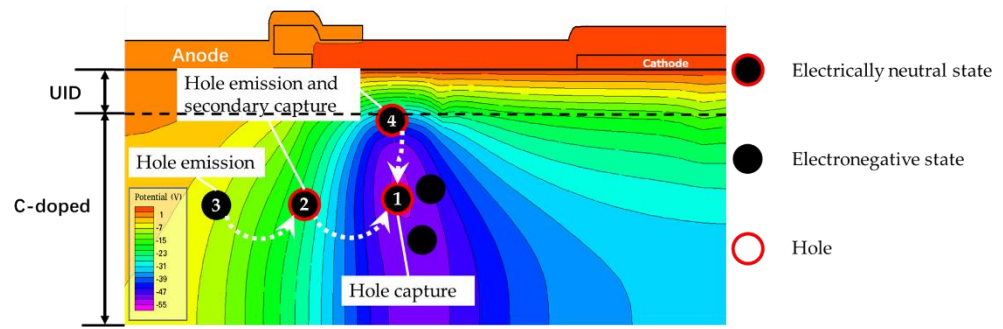 Anode
Cathode
UID
Hole emission and
secondary capture
4
Hole emission
C-doped
3
2
1
Potential (V)
1
-7
-15
-23
-31
-39
-47
-55
Hole capture
Electrically neutral state
Electronegative state
Hole